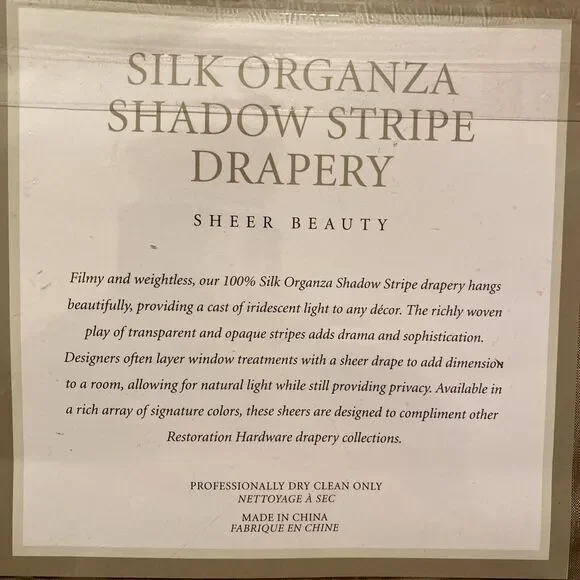 SILK ORGANZA
SHADOW STRIPE
DRAPERY
SHEER BEAUTY
Filmy and weightless, our 100% Silk Organza Shadow Stripe drapery hangs
beautifully, providing a cast of iridescent light to any décor. The richly woven
play of transparent and opaque stripes adds drama and sophistication.
Designers often layer window treatments with a sheer drape to add dimension
to a room, allowing for natural light while still providing privacy. Available in
a rich array of signature colors, these sheers are designed to compliment other
Restoration Hardware drapery collections.
PROFESSIONALLY DRY CLEAN ONLY
NETTOYAGE À SEC
MADE IN CHINA
FABRIQUE EN CHINE